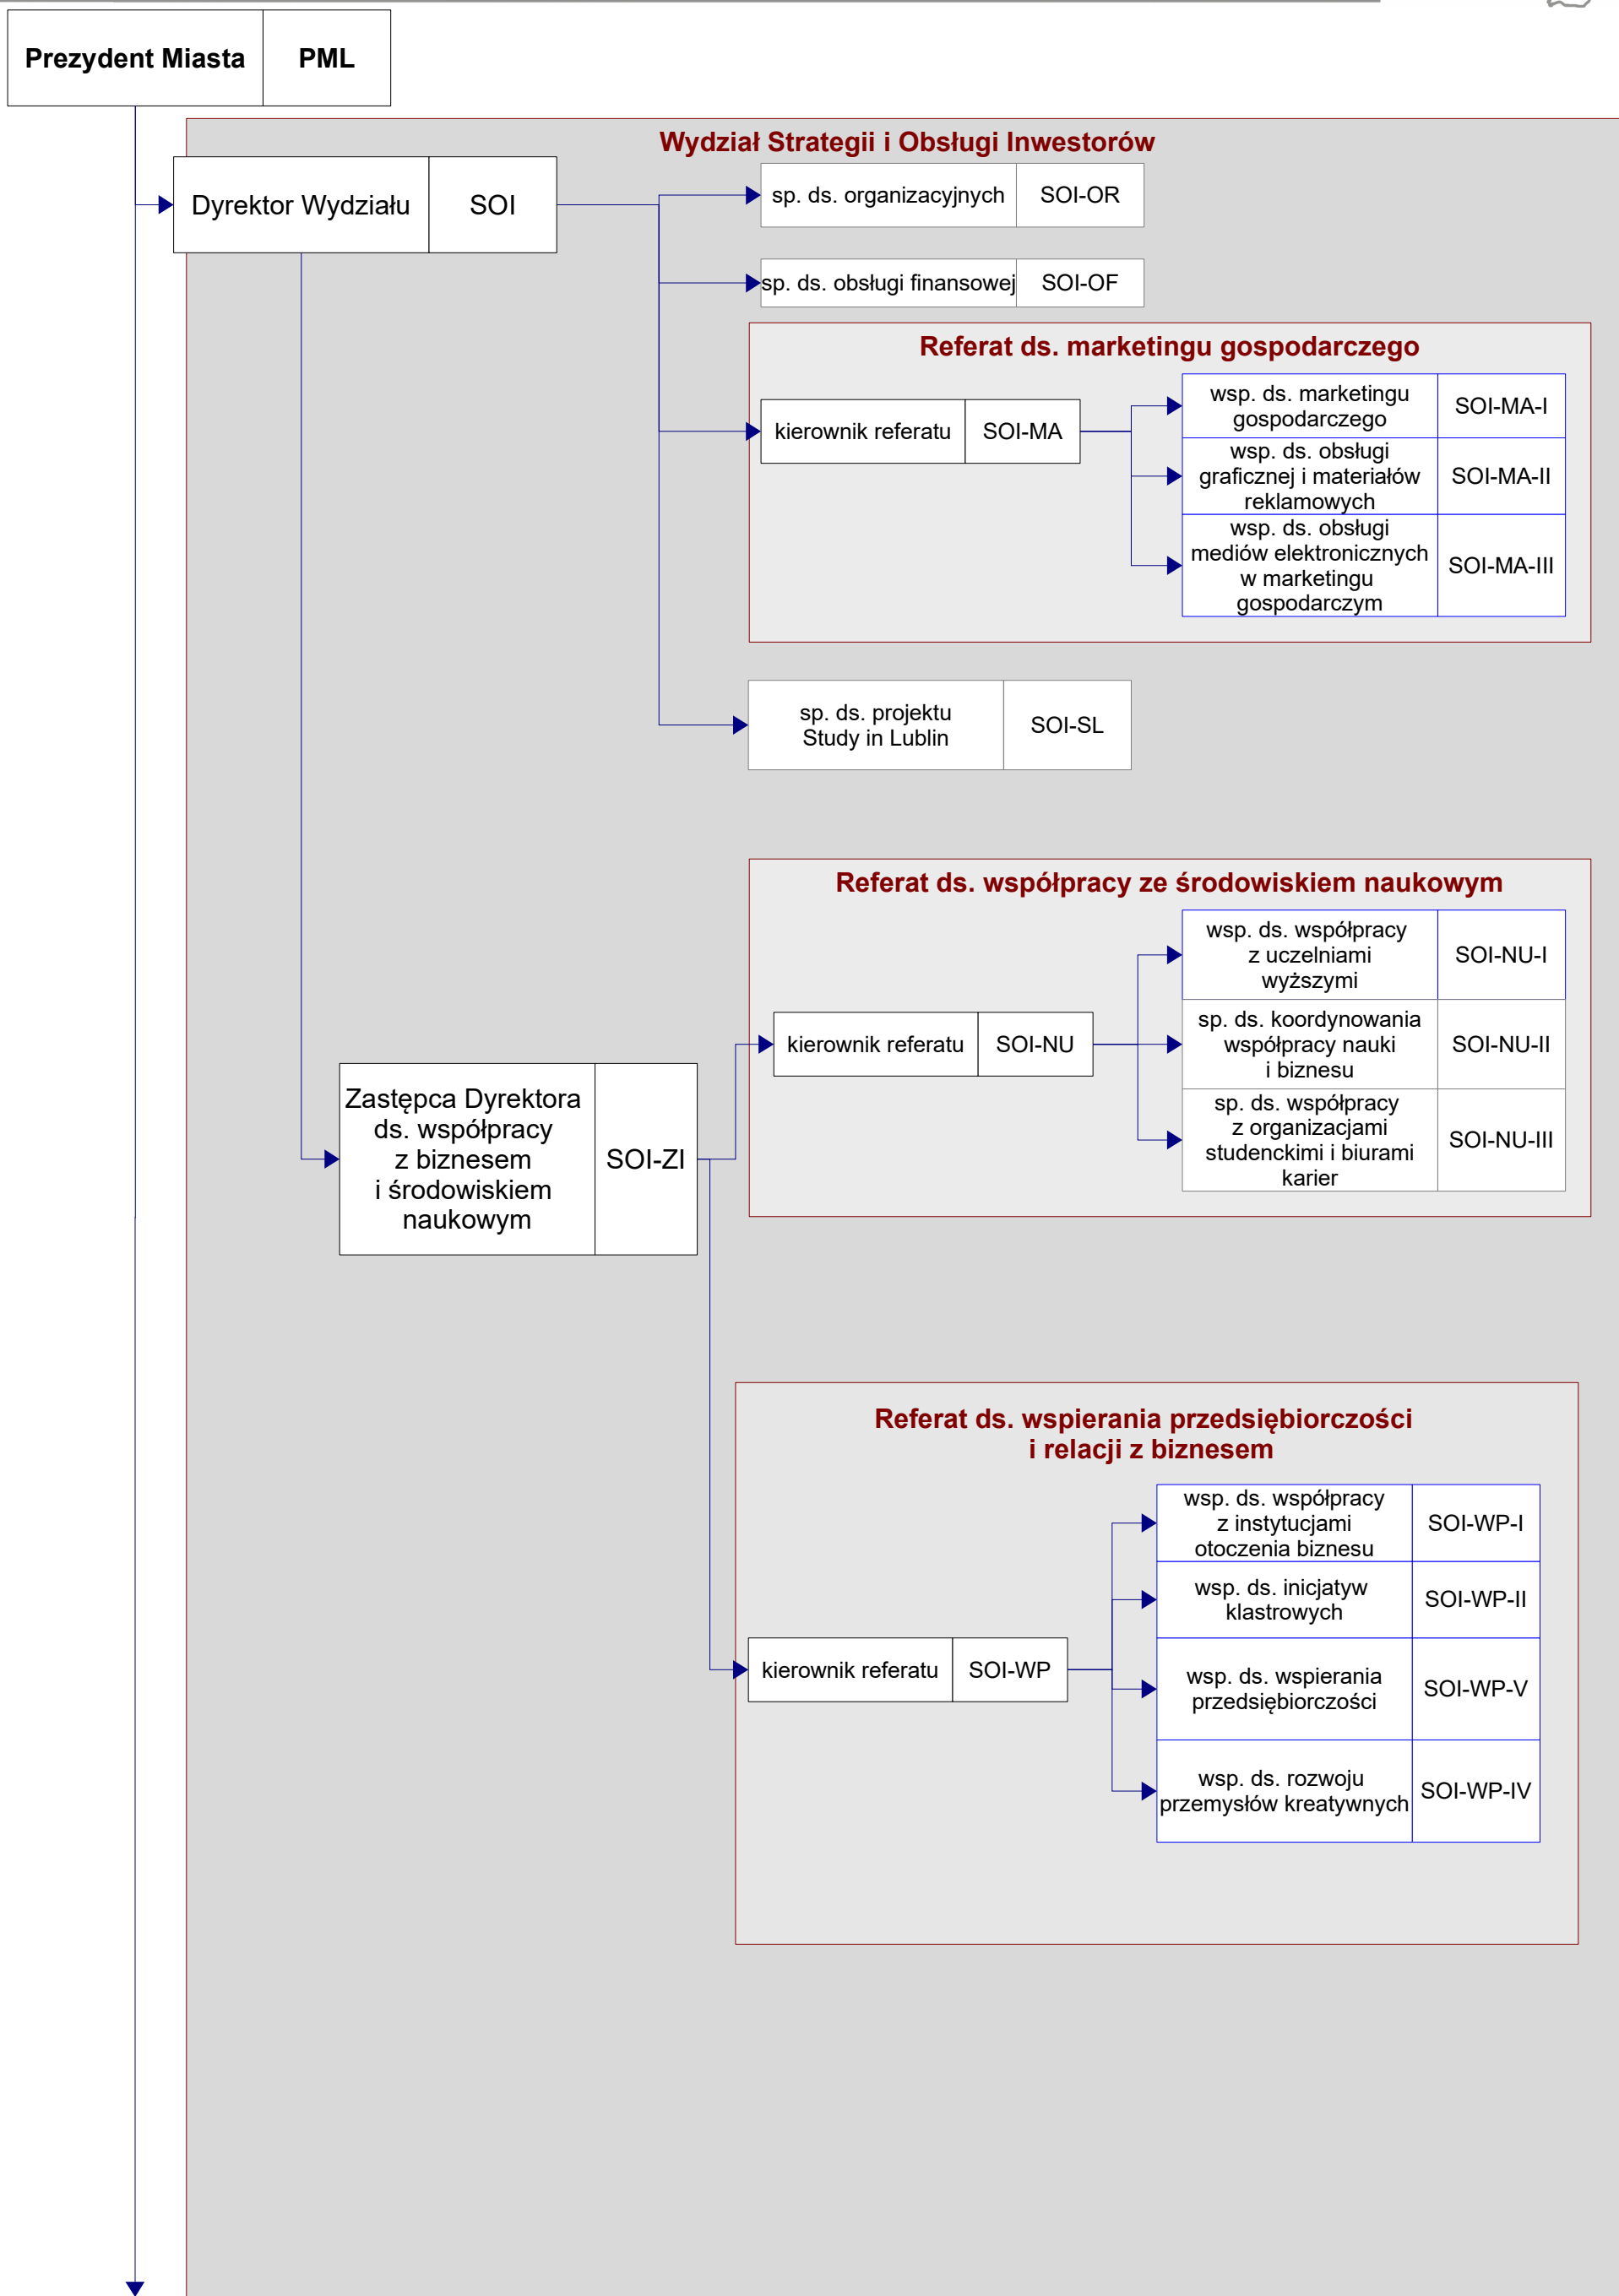 Prezydent Miasta PML
Wydział Strategii i Obsługi Inwestorów
Dyrektor Wydziału SOI
sp. ds. organizacyjnych SOI-OR
sp. ds. obsługi finansowej SOI-OF
Referat ds. marketingu gospodarczego
kierownik referatu SOI-MA
wsp. ds. marketingu
gospodarczego
SOI-MA-I
wsp. ds. obsługi
graficznej i materiałów
reklamowych
SOI-MA-II
wsp. ds. obsługi
mediów elektronicznych
w marketingu
gospodarczym
SOI-MA-III
sp. ds. projektu
Study in Lublin
SOI-SL
Referat ds. współpracy ze środowiskiem naukowym
kierownik referatu SOI-NU
wsp. ds. współpracy
z uczelniami
wyższymi
SOI-NU-I
sp. ds. koordynowania
współpracy nauki
i biznesu
SOI-NU-II
sp. ds. współpracy
z organizacjami
studenckimi i biurami
karier
SOI-NU-III
Zastępca Dyrektora
ds. współpracy
z biznesem
i środowiskiem
naukowym
SOI-ZI
Referat ds. wspierania przedsiębiorczości
i relacji z biznesem
kierownik referatu SOI-WP
wsp. ds. współpracy
z instytucjami
otoczenia biznesu
SOI-WP-I
wsp. ds. inicjatyw
klastrowych
SOI-WP-II
wsp. ds. wspierania
przedsiębiorczości
SOI-WP-V
wsp. ds. rozwoju
przemysłów kreatywnych
SOI-WP-IV